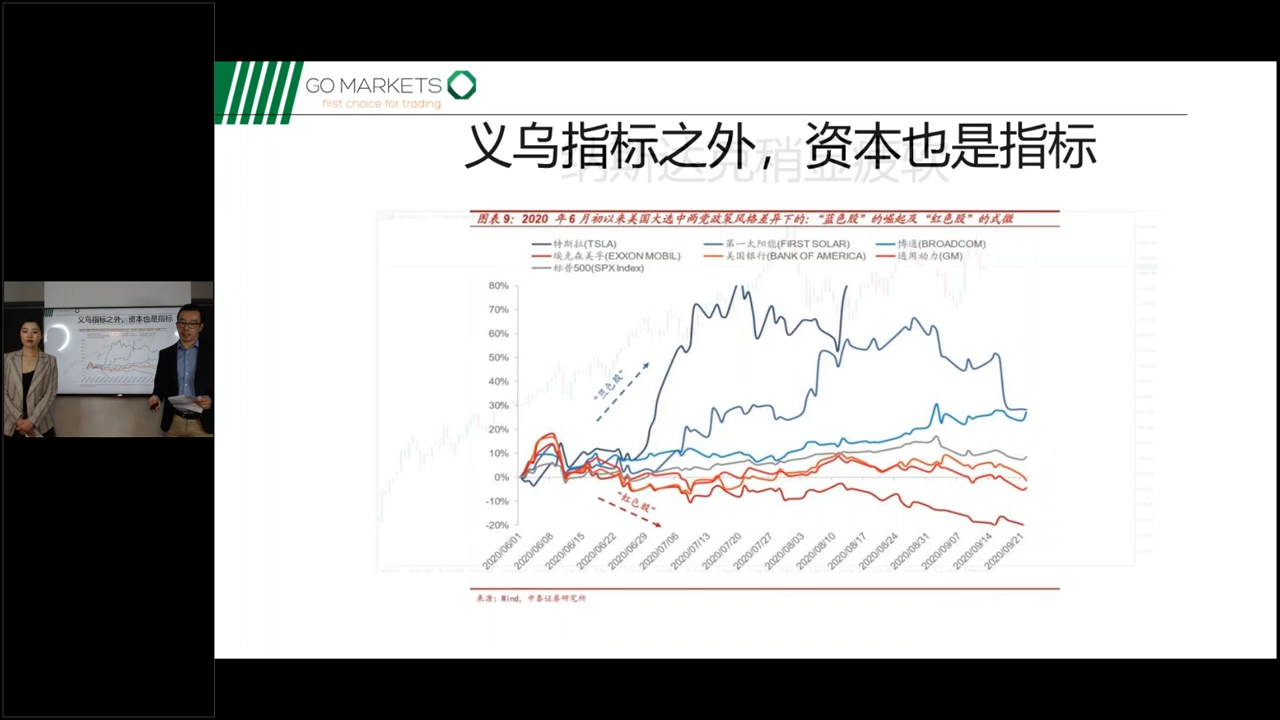 GO MARKETS
first choice for trading
义乌指标之外，资本也是指标
纳斯达克稍显疲软
图表 9：2020 年 6 月初以来美国大选中两党政策风格差异下的：“蓝色股”的崛起及“红色股”的式微
特斯拉(TSLA)
第一太阳能(FIRST SOLAR)
博通(BROADCOM)
埃克森美孚(EXXON MOBIL)
美国银行(BANK OF AMERICA)
通用动力(GM)
标普500(SPX Index)
80%
70%
60%
50%
40%
30%
20%
10%
0%
-10%
-20%
“蓝色股”
“红色股”
2020/06/01
2020/06/08
2020/06/15
2020/06/22
2020/06/29
2020/07/06
2020/07/13
2020/07/20
2020/07/27
2020/08/03
2020/08/10
2020/08/17
2020/08/24
2020/08/31
2020/09/07
2020/09/14
2020/09/21
来源：Wind，中泰证券研究所
义乌指标之外，资本也是指标